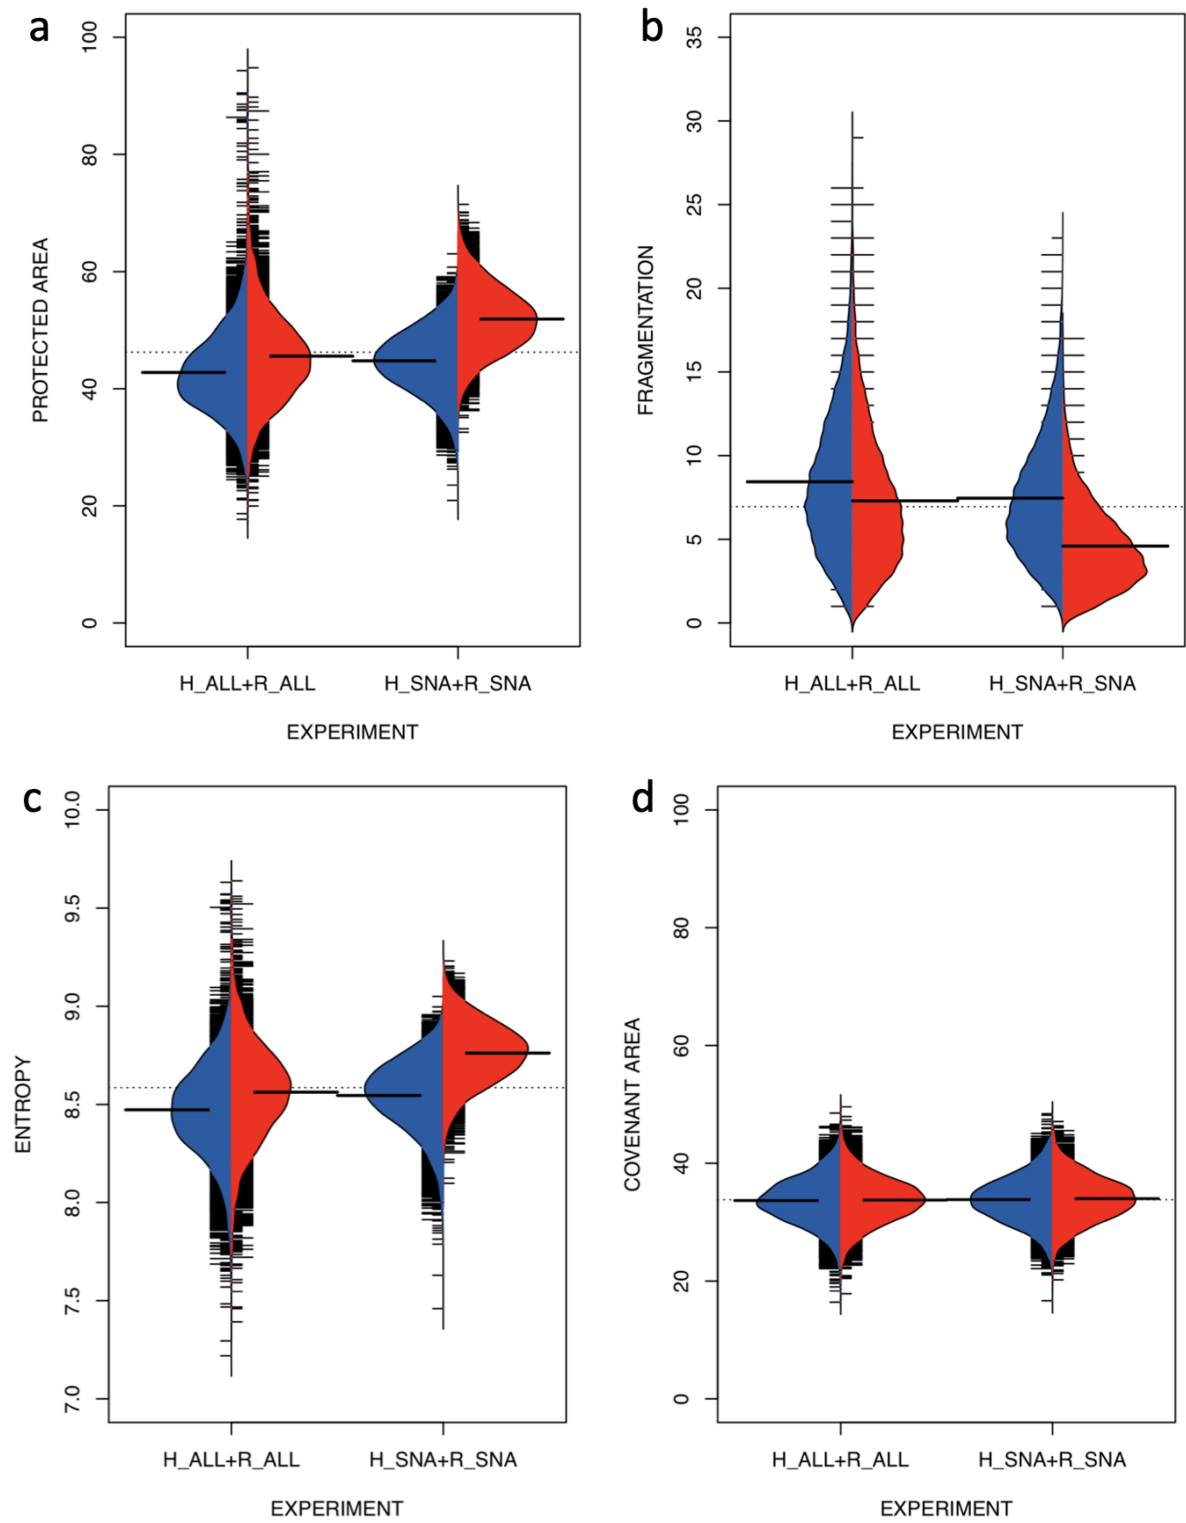 a
PROTECTED AREA
100
80
60
40
20
0
H_ALL+R_ALL H_SNA+R_SNA
EXPERIMENT
b
FRAGMENTATION
35
30
25
20
15
10
5
0
H_ALL+R_ALL H_SNA+R_SNA
EXPERIMENT
c
ENTROPY
10.0
9.5
9.0
8.5
8.0
7.5
7.0
H_ALL+R_ALL H_SNA+R_SNA
EXPERIMENT
d
COVENANT AREA
100
80
60
40
20
0
H_ALL+R_ALL H_SNA+R_SNA
EXPERIMENT